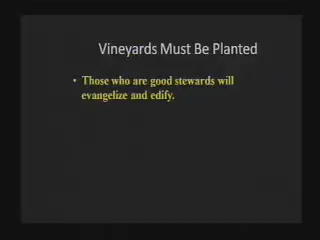 Vineyards Must Be Planted
• Those who are good stewards will
evangelize and edify.